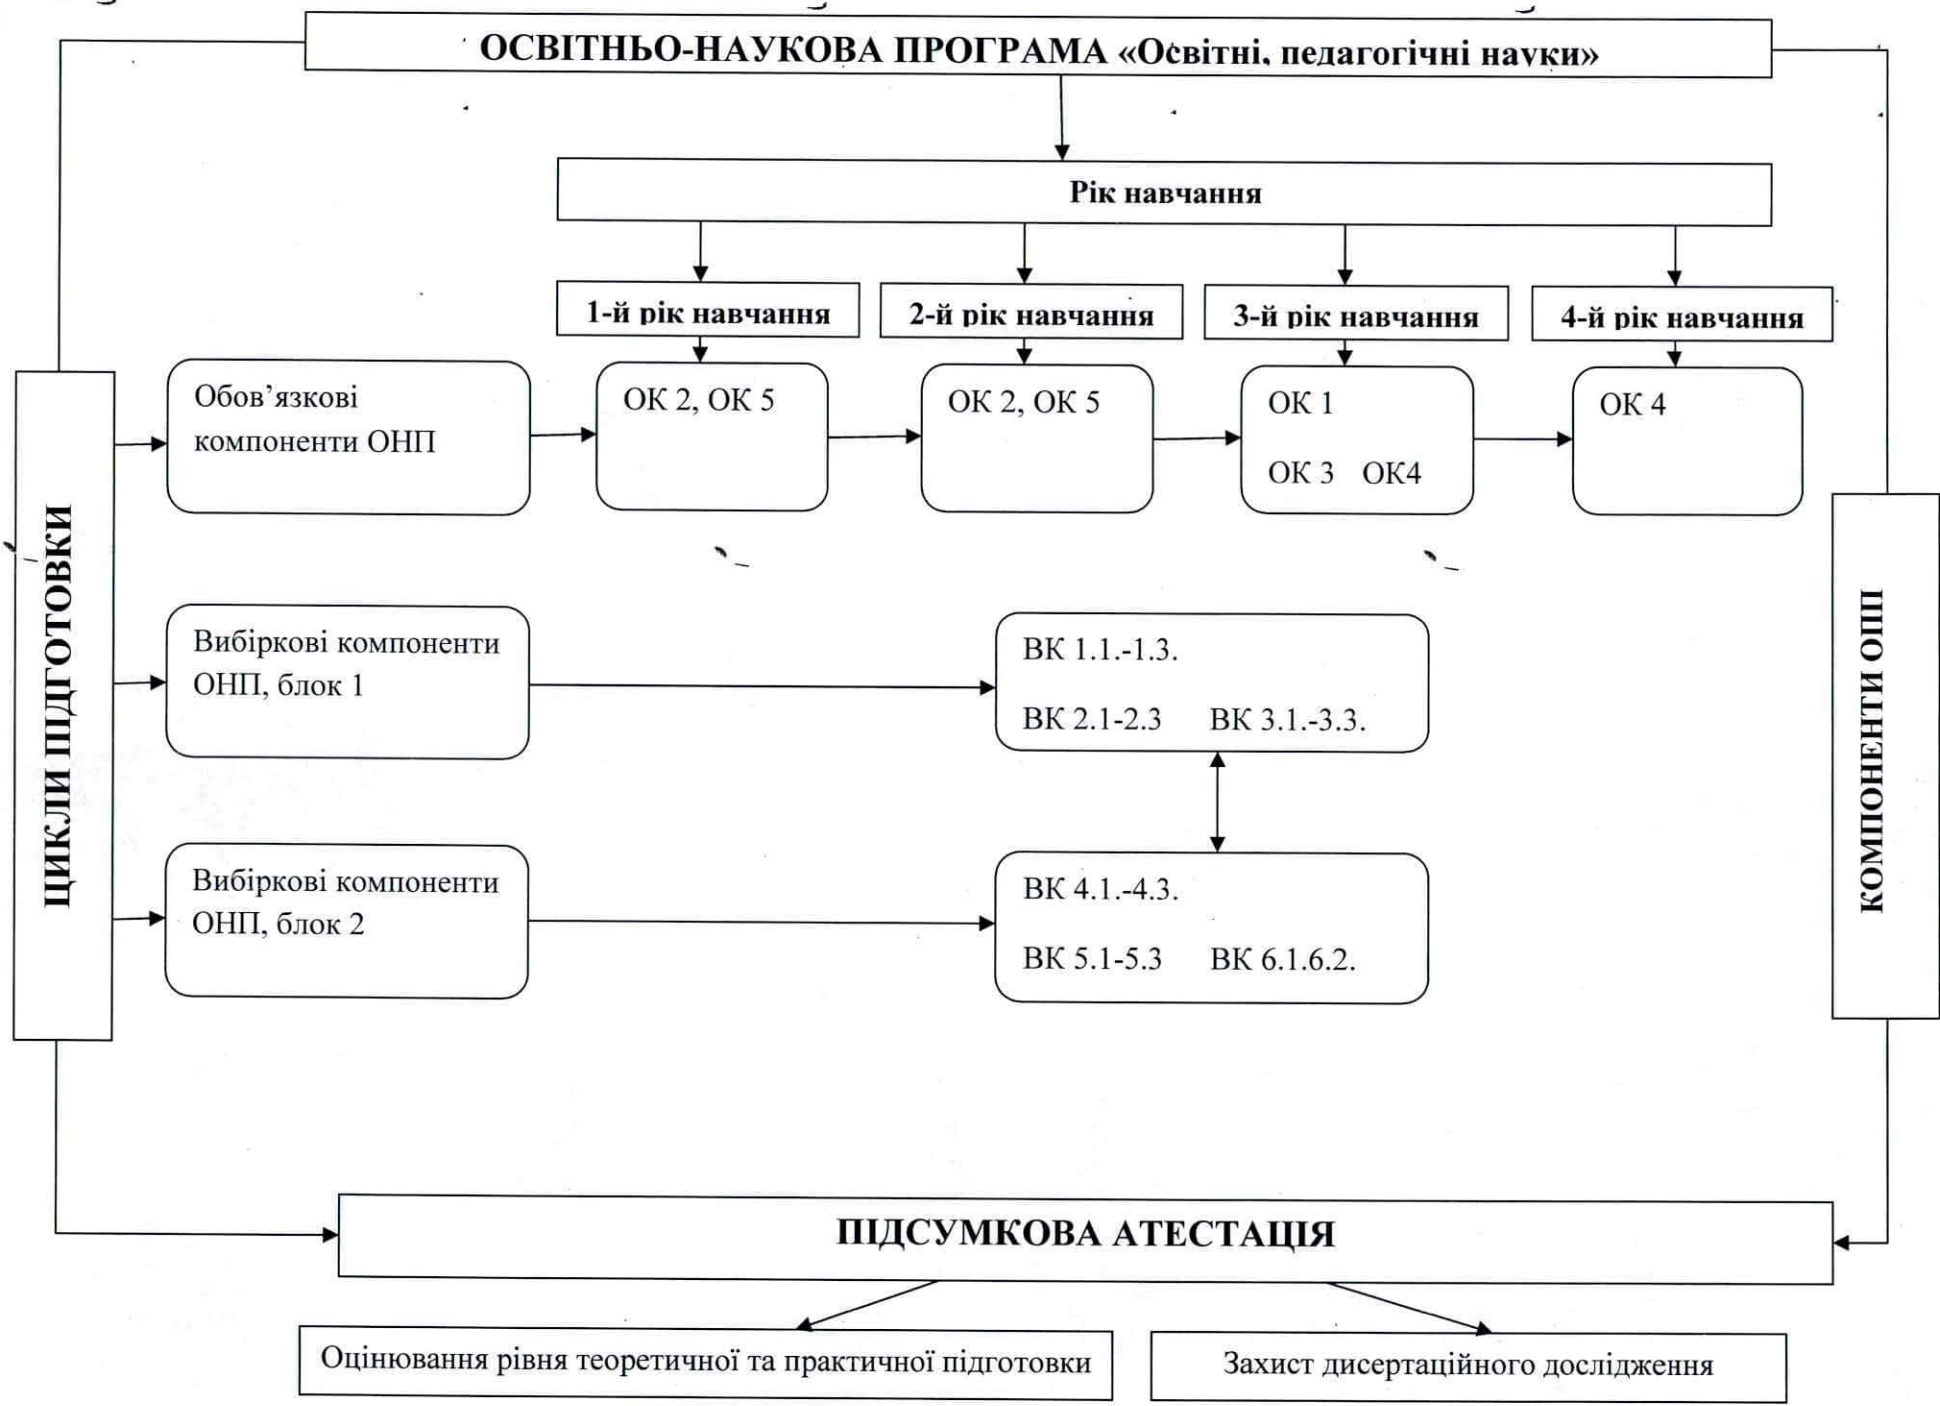 ОСВІТНЬО-НАУКОВА ПРОГРАМА «Освітні, педагогічні науки»
Рік навчання
1-й рік навчання
2-й рік навчання
3-й рік навчання
4-й рік навчання
Обов’язкові
компоненти ОНП
ОК 2, ОК 5
ОК 2, ОК 5
ОК 1
ОК 3 ОК4
ОК 4
ЦИКЛИ ПІДГОТОВКИ
КОМПОНЕНТИ ОПП
Вибіркові компоненти
ОНП, блок 1
ВК 1.1.-1.3.
ВК 2.1-2.3 ВК 3.1.-3.3.
Вибіркові компоненти
ОНП, блок 2
ВК 4.1.-4.3.
ВК 5.1-5.3 ВК 6.1.6.2.
ПІДСУМКОВА АТЕСТАЦІЯ
Оцінювання рівня теоретичної та практичної підготовки
Захист дисертаційного дослідження